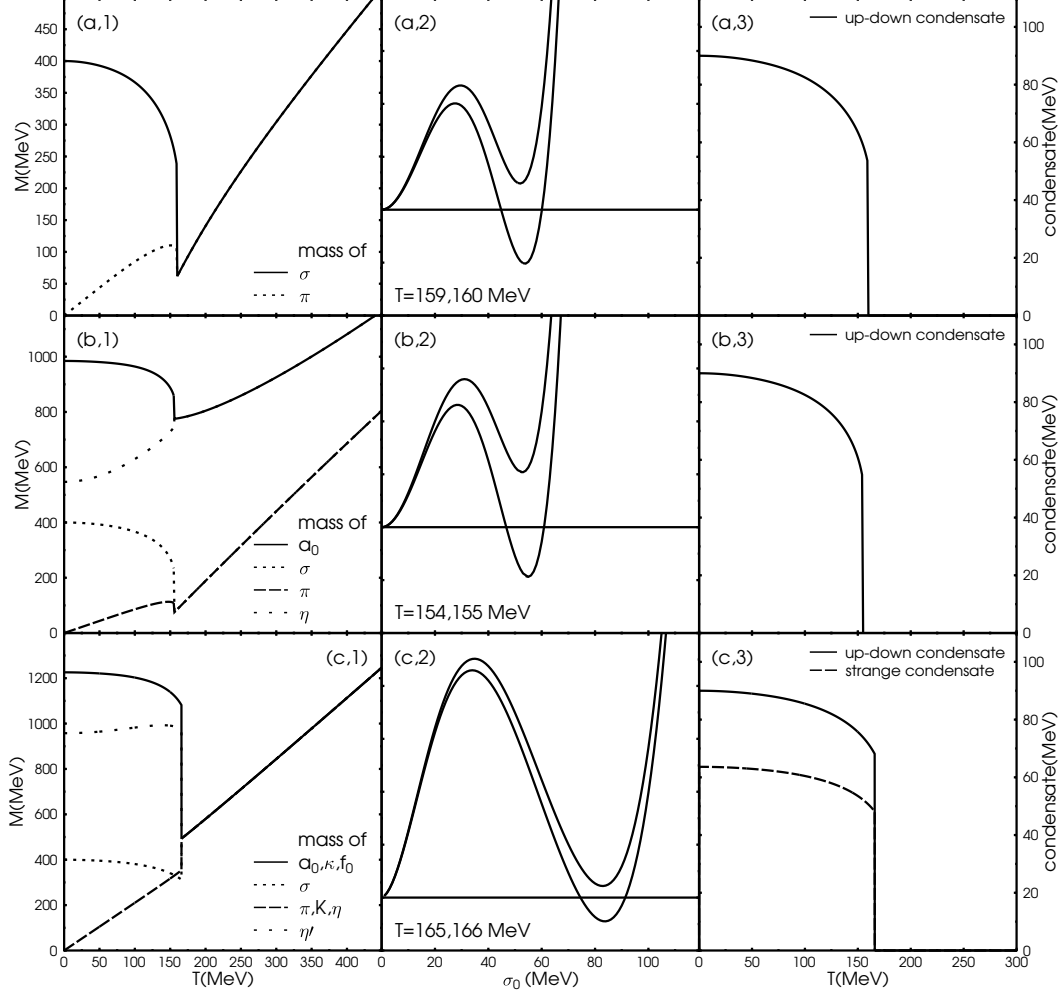 (a,1)
450
400
350
300
250
200
150
100
50
0
M(MeV)
mass of
σ
π
(a,2)
T=159,160 MeV
(a,3)
up-down condensate
100
80
60
40
20
0
condensate(MeV)
(b,1)
1000
800
600
400
200
0
M(MeV)
mass of
a0
σ
π
η
(b,2)
T=154,155 MeV
(b,3)
up-down condensate
100
80
60
40
20
0
condensate(MeV)
(c,1)
1200
1000
800
600
400
200
0
M(MeV)
mass of
a0,κ,f0
σ
π,K,η
η′
0 50 100 150 200 250 300 350 400
T(MeV)
(c,2)
T=165,166 MeV
0 20 40 60 80 100
σ0 (MeV)
(c,3)
up-down condensate
strange condensate
100
80
60
40
20
0
condensate(MeV)
0 50 100 150 200 250 300
T(MeV)